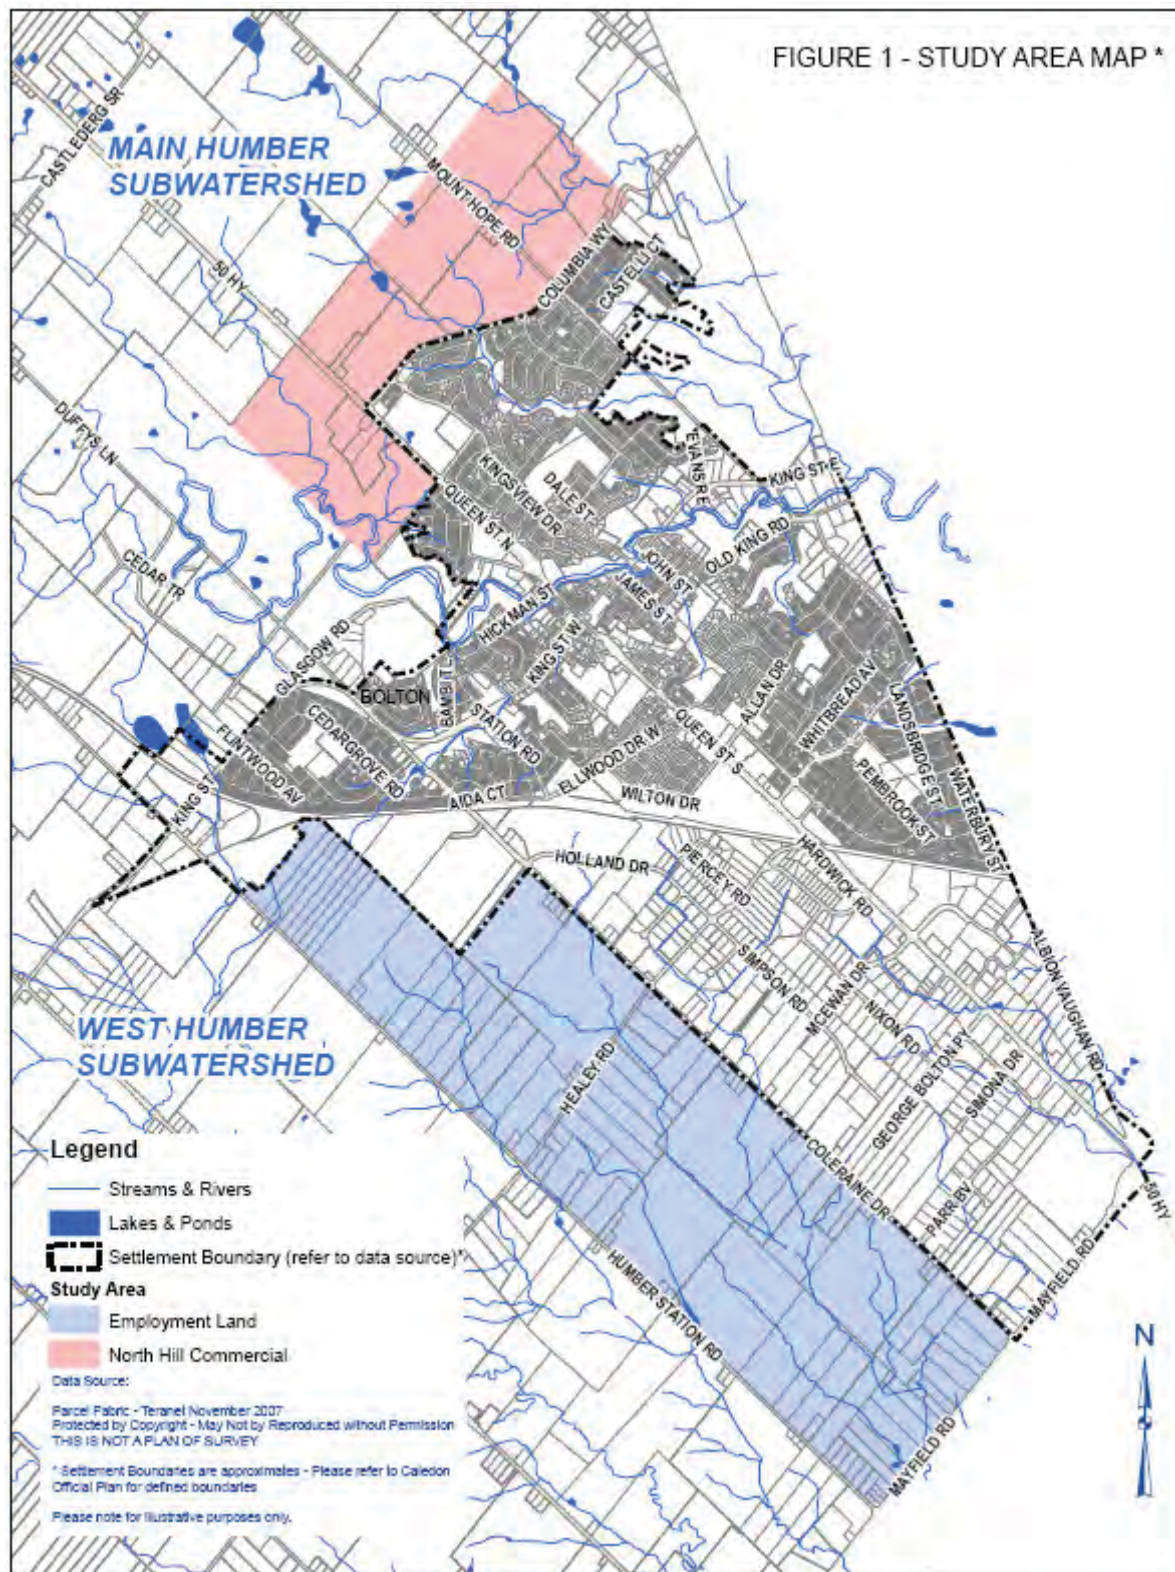 FIGURE 1 - STUDY AREA MAP *
CASTLEDERG SR
MAIN HUMBER
SUBWATERSHED
MOUNT HOPE RD
50 HY
COLUMBIA WY
CASTELLI CT
DUFFYS LN
KINGSVIEW DR
DALE ST
EVANS RE
KING ST E
QUEEN ST N
OLD KING RD
CEDAR TR
JOHN ST
JAMES ST
HICKMAN ST
KING ST W
GLASGOW RD
BOLTON
BAMBI TL
STATION RD
CEDARGROVE RD
FLINTWOOD AV
KING ST
ALLAN DR
WHITBREAD AV
LANDSBRIDGE ST
QUEEN ST S
ELLWOOD DR W
PEMBROOK ST
WATERBURY ST
AIDA CT
WILTON DR
HOLLAND DR
PIERCEY RD
HARDWICK RD
SIMPSON RD
MCEWAN DR
NIXON RD
ALBION VAUGHAN RD
WEST HUMBER
SUBWATERSHED
HEALEY RD
GEORGE BOLTON PY
SIMONA DR
COLERAINE DR
PARR BV
50 HY
MAYFIELD RD
HUMBER STATION RD
MAYFIELD RD
N
Legend
Streams & Rivers
Lakes & Ponds
Settlement Boundary (refer to data source)*
Study Area
Employment Land
North Hill Commercial
Data Source:
Parcel Fabric - Teranet November 2007
Protected by Copyright - May Not by Reproduced without Permission
THIS IS NOT A PLAN OF SURVEY
* Settlement Boundaries are approximates - Please refer to Caledon
Official Plan for defined boundaries
Please note for illustrative purposes only.